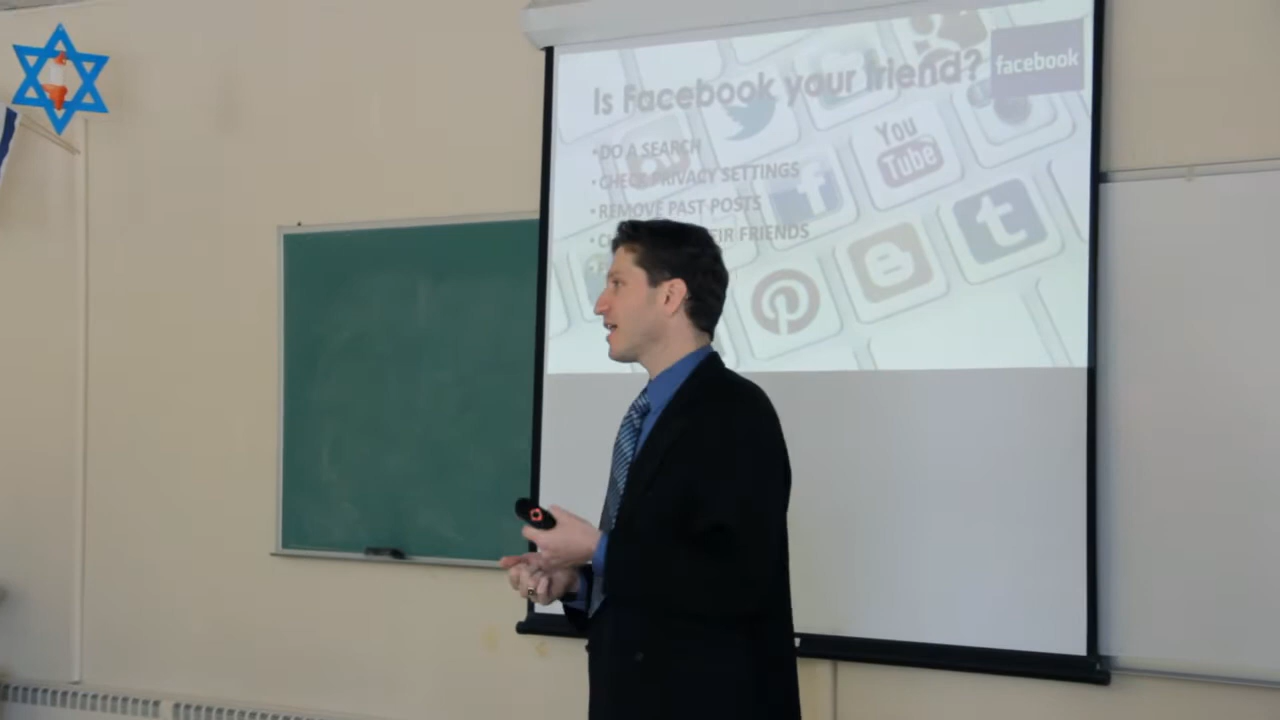 Is Facebook your friend?
facebook
•DO A SEARCH
•CHECK PRIVACY SETTINGS
•REMOVE PAST POSTS
FRIENDS
You
Tube